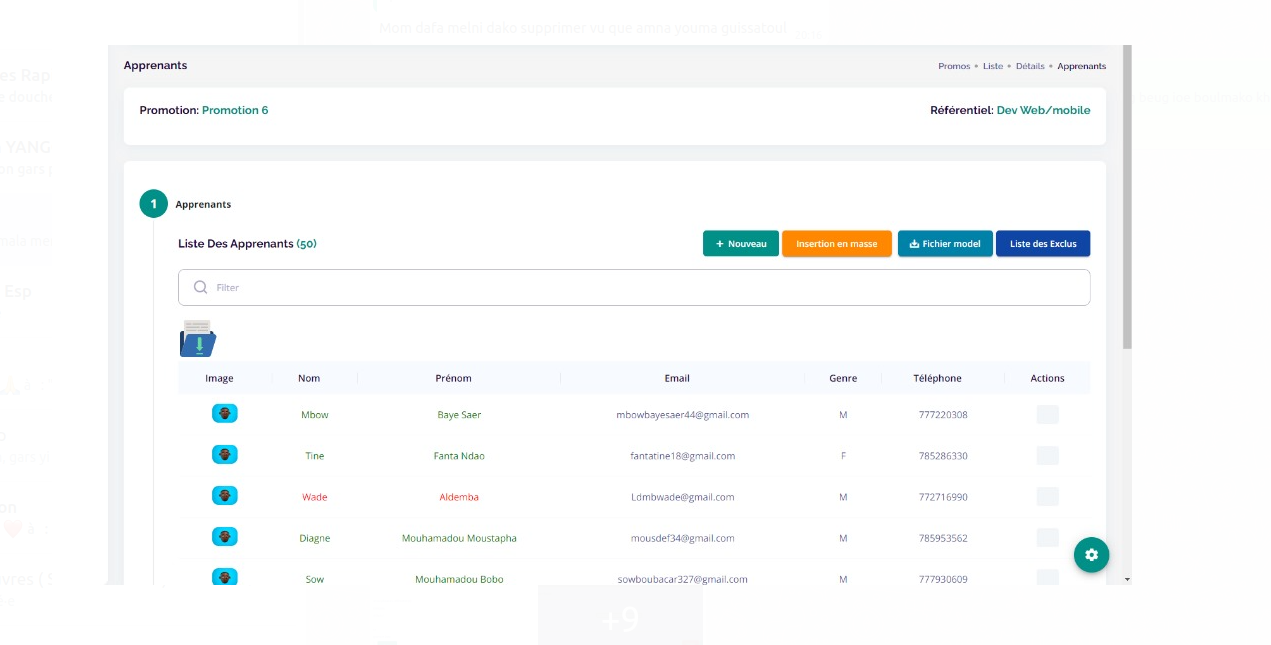 Mom dafa melni dako supprimer vu que amna youma guissatoul
Apprenants
Promos • Liste • Détails • Apprenants
Promotion: Promotion 6
Référentiel: Dev Web/mobile
1 Apprenants
Liste Des Apprenants (50)
+ Nouveau
Insertion en masse
Fichier model
Liste des Exclus
Filter
Image Nom Prénom Email Genre Téléphone Actions
Mbow Baye Saer mbowbayesaer44@gmail.com M 777220308
Tine Fanta Ndao fantatine18@gmail.com F 785286330
Wade Aldemba Ldmbwade@gmail.com M 772716990
Diagne Mouhamadou Moustapha mousdef34@gmail.com M 785953562
Sow Mouhamadou Bobo sowboubacar327@gmail.com M 777930609
+9